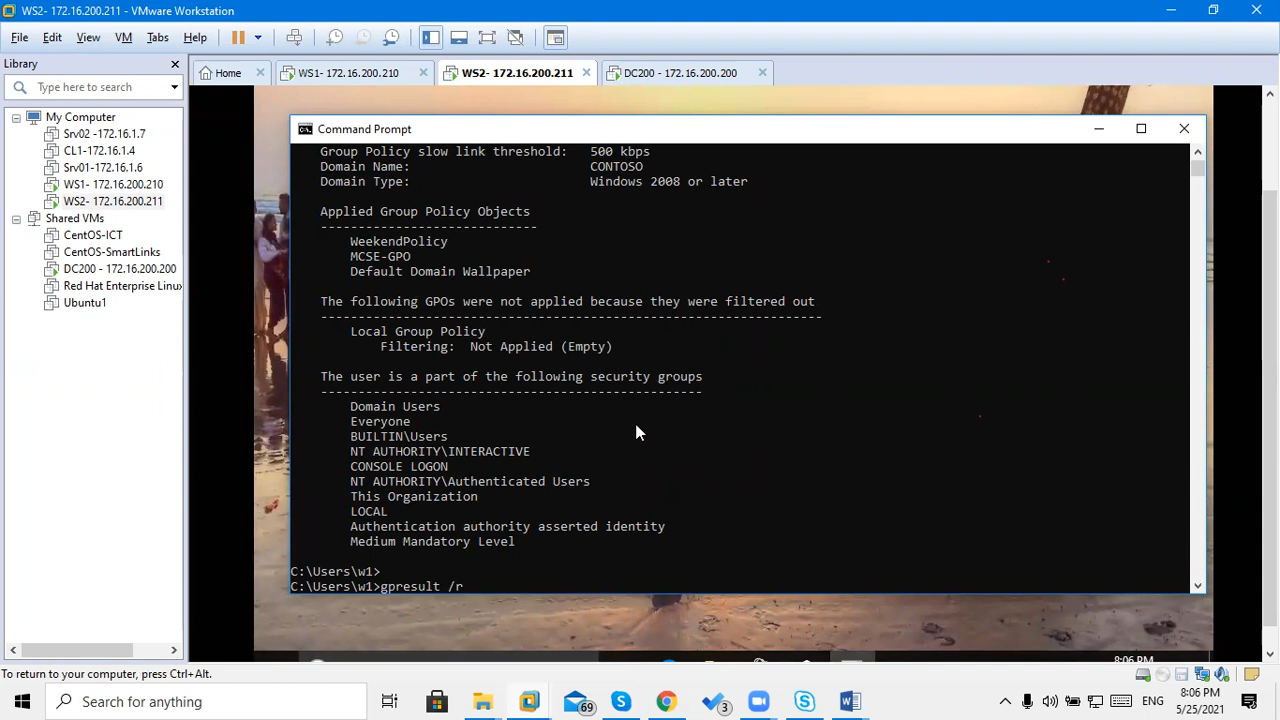 WS2- 172.16.200.211 - VMware Workstation
File Edit View VM Tabs Help
Library
Type here to search
Home
WS1- 172.16.200.210
WS2- 172.16.200.211
DC200 - 172.16.200.200
My Computer
Srv02 -172.16.1.7
CL1-172.16.1.4
Srv01-172.16.1.6
WS1- 172.16.200.210
WS2- 172.16.200.211
Shared VMs
CentOS-ICT
CentOS-SmartLinks
DC200 - 172.16.200.200
Red Hat Enterprise Linu
Ubuntu1
Command Prompt
Group Policy slow link threshold: 500 kbps
Domain Name: CONTOSO
Domain Type: Windows 2008 or later
Applied Group Policy Objects
-----------------------------
WeekendPolicy
MCSE-GPO
Default Domain Wallpaper
The following GPOs were not applied because they were filtered out
-------------------------------------------------------------------
Local Group Policy
Filtering: Not Applied (Empty)
The user is a part of the following security groups
---------------------------------------------------
Domain Users
Everyone
BUILTIN\Users
NT AUTHORITY\INTERACTIVE
CONSOLE LOGON
NT AUTHORITY\Authenticated Users
This Organization
LOCAL
Authentication authority asserted identity
Medium Mandatory Level
C:\Users\w1>
C:\Users\w1>gpresult /r
8:06 PM
To return to your computer, press Ctrl+Alt.
Search for anything
69
3
ENG
8:06 PM
5/25/2021